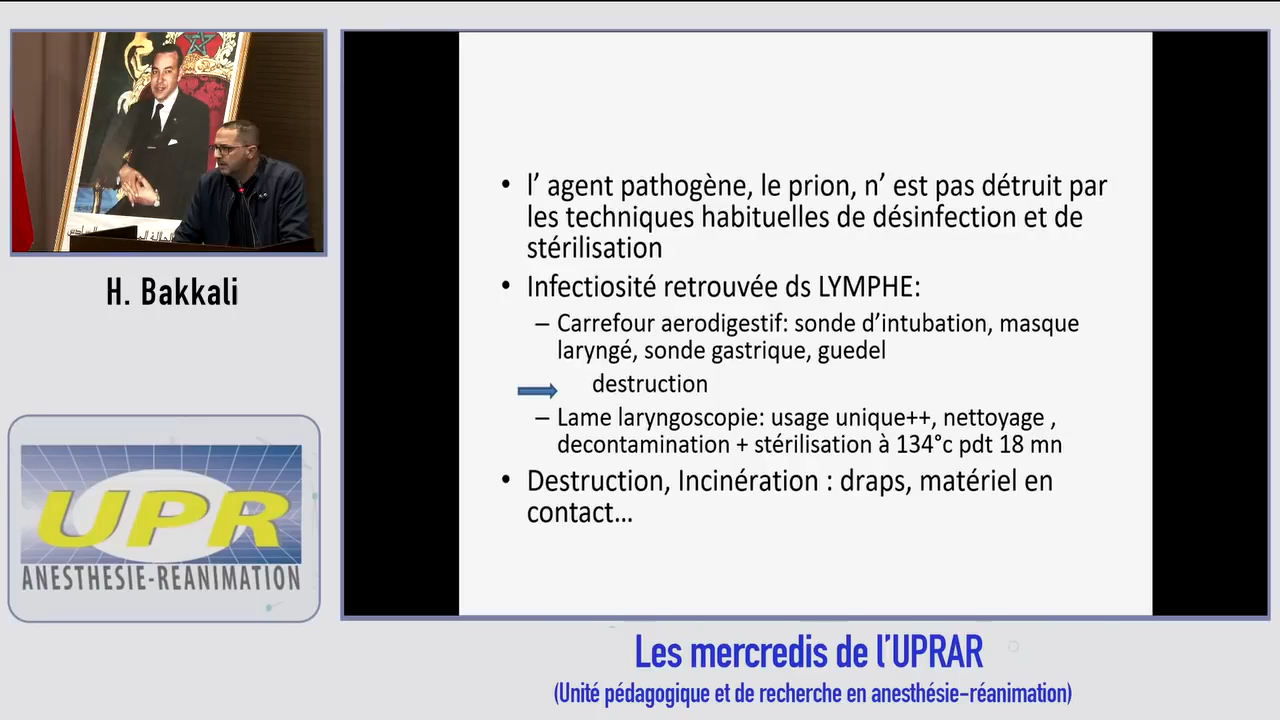 • l’ agent pathogène, le prion, n’ est pas détruit par
les techniques habituelles de désinfection et de
stérilisation
• Infectiosité retrouvée ds LYMPHE:
– Carrefour aerodigestif: sonde d’intubation, masque
laryngé, sonde gastrique, guedel
destruction
– Lame laryngoscopie: usage unique++, nettoyage ,
decontamination + stérilisation à 134°c pdt 18 mn
• Destruction, Incinération : draps, matériel en
contact...
H. Bakkali
UPR
ANESTHESIE-REANIMATION
Les mercredis de l’UPRAR
(Unité pédagogique et de recherche en anesthésie-réanimation)